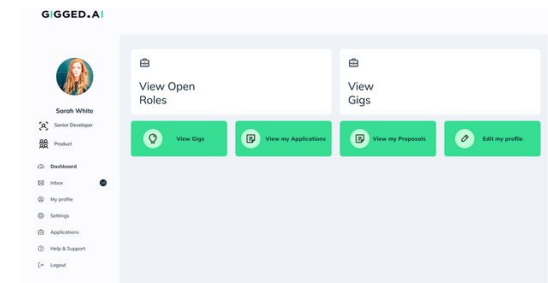 GIGGED.AI
Sarah White
Senior Developer
Product
Dashboard
Inbox
My profile
Settings
Applications
Help & Support
Logout
View Open
Roles
View
Gigs
View Gigs
View my Applications
View my Proposals
Edit my profile